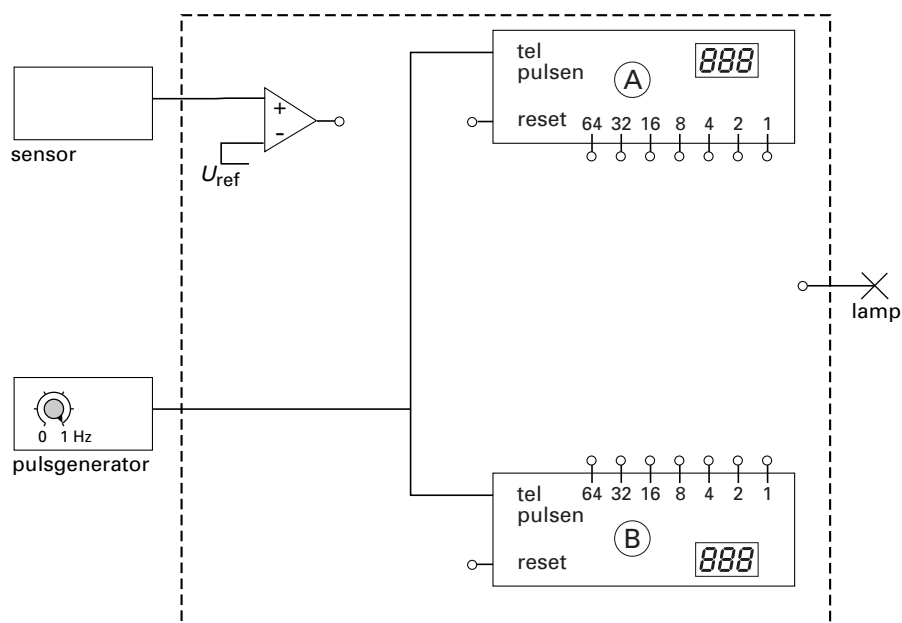 tel
pulsen
888
A
reset
64 32 16 8 4 2 1
sensor
+
-
Uref
lamp
0 1 Hz
pulsgenerator
tel
pulsen
64 32 16 8 4 2 1
B
reset
888